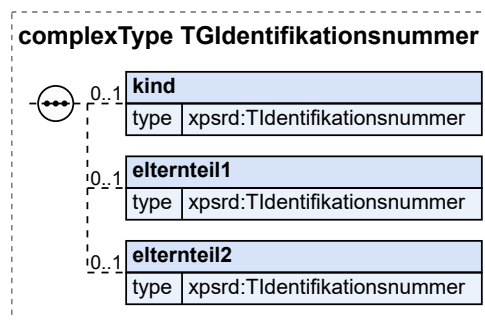 complexType TGIdentifikationsnummer
0..1 kind
type xpsrd:TIdentifikationsnummer
0..1 elternteil1
type xpsrd:TIdentifikationsnummer
0..1 elternteil2
type xpsrd:TIdentifikationsnummer